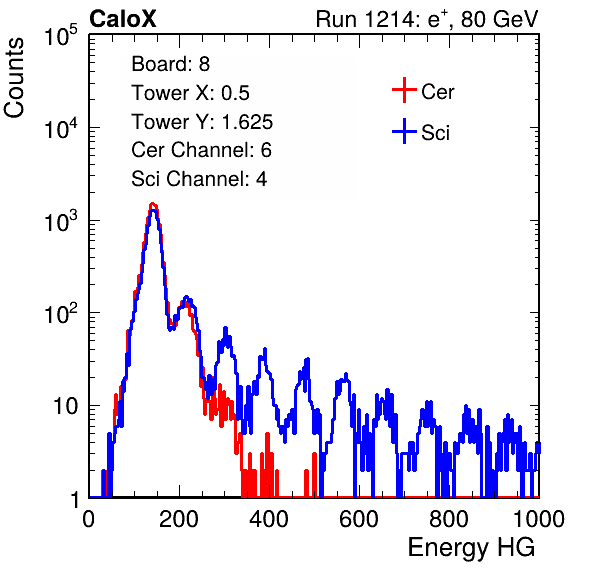 CaloX Run 1214: e⁺, 80 GeV
Counts
Board: 8
Tower X: 0.5
Tower Y: 1.625
Cer Channel: 6
Sci Channel: 4
Cer
Sci
10⁵
10⁴
10³
10²
10
1
0 200 400 600 800 1000
Energy HG